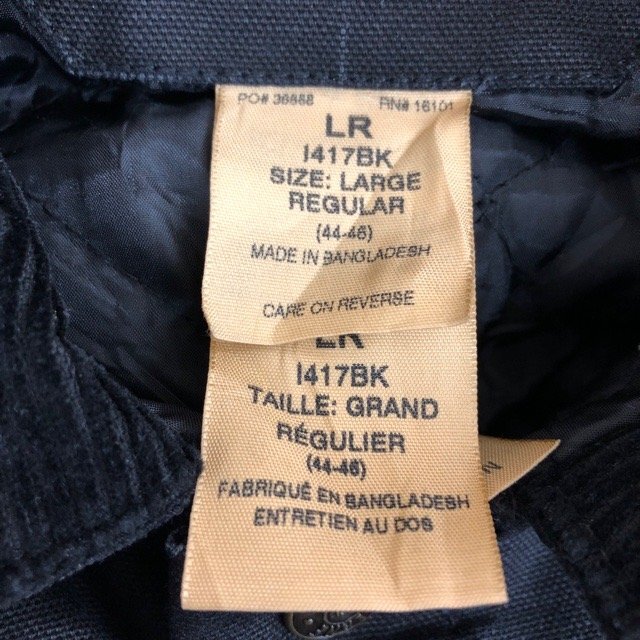 PO# 36558 RN# 16101
LR
I417BK
SIZE: LARGE
REGULAR
(44-46)
MADE IN BANGLADESH
CARE ON REVERSE
LR
I417BK
TAILLE: GRAND
RÉGULIER
(44-46)
FABRIQUÉ EN BANGLADESH
ENTRETIEN AU DOS